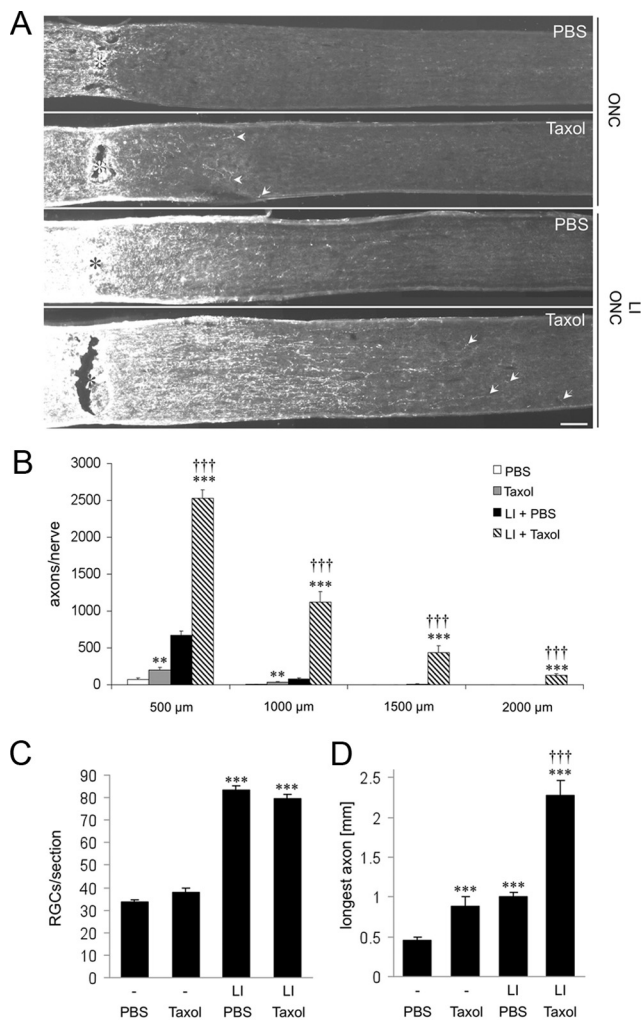 A
PBS
Taxol
ONC
PBS
Taxol
LI
ONC
B
axons/nerve
3000
2500
2000
1500
1000
500
0
**
***
†††
**
***
†††
***
†††
***
†††
500 µm
1000 µm
1500 µm
2000 µm
PBS
Taxol
LI + PBS
LI + Taxol
C
RGCs/section
90
80
70
60
50
40
30
20
10
0
***
***
- - LI LI
PBS Taxol PBS Taxol
D
longest axon [mm]
2.5
2
1.5
1
0.5
0
***
***
†††
***
- - LI LI
PBS Taxol PBS Taxol